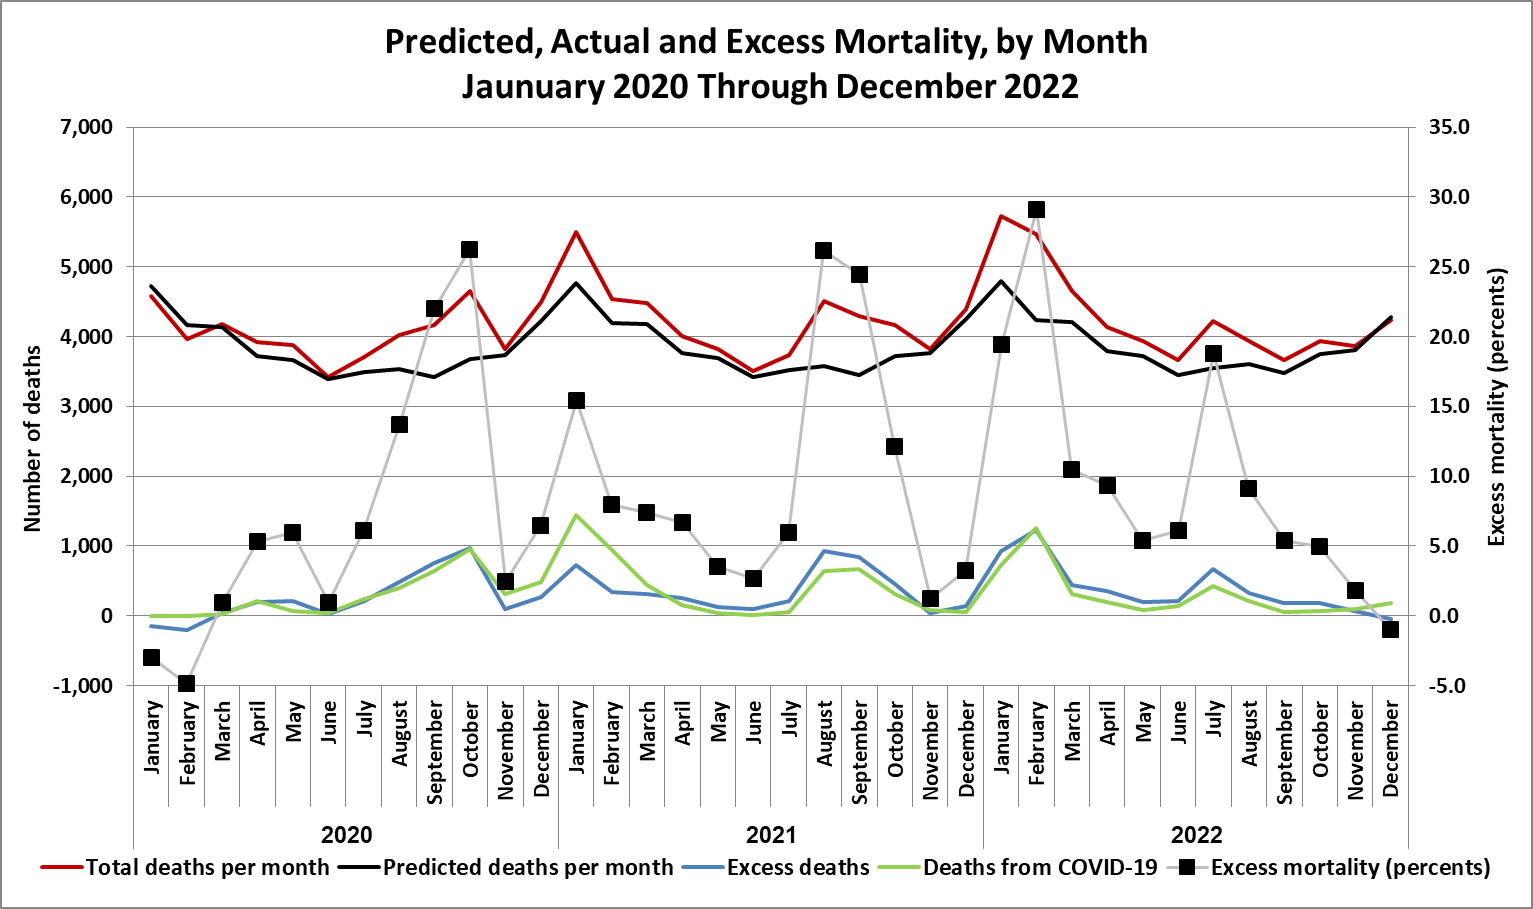 Predicted, Actual and Excess Mortality, by Month
Jaunuary 2020 Through December 2022
7,000
6,000
5,000
4,000
3,000
2,000
1,000
0
-1,000
Number of deaths
35.0
30.0
25.0
20.0
15.0
10.0
5.0
0.0
-5.0
Excess mortality (percents)
January
February
March
April
May
June
July
August
September
October
November
December
January
February
March
April
May
June
July
August
September
October
November
December
January
February
March
April
May
June
July
August
September
October
November
December
2020 2021 2022
Total deaths per month Predicted deaths per month Excess deaths Deaths from COVID-19 Excess mortality (percents)